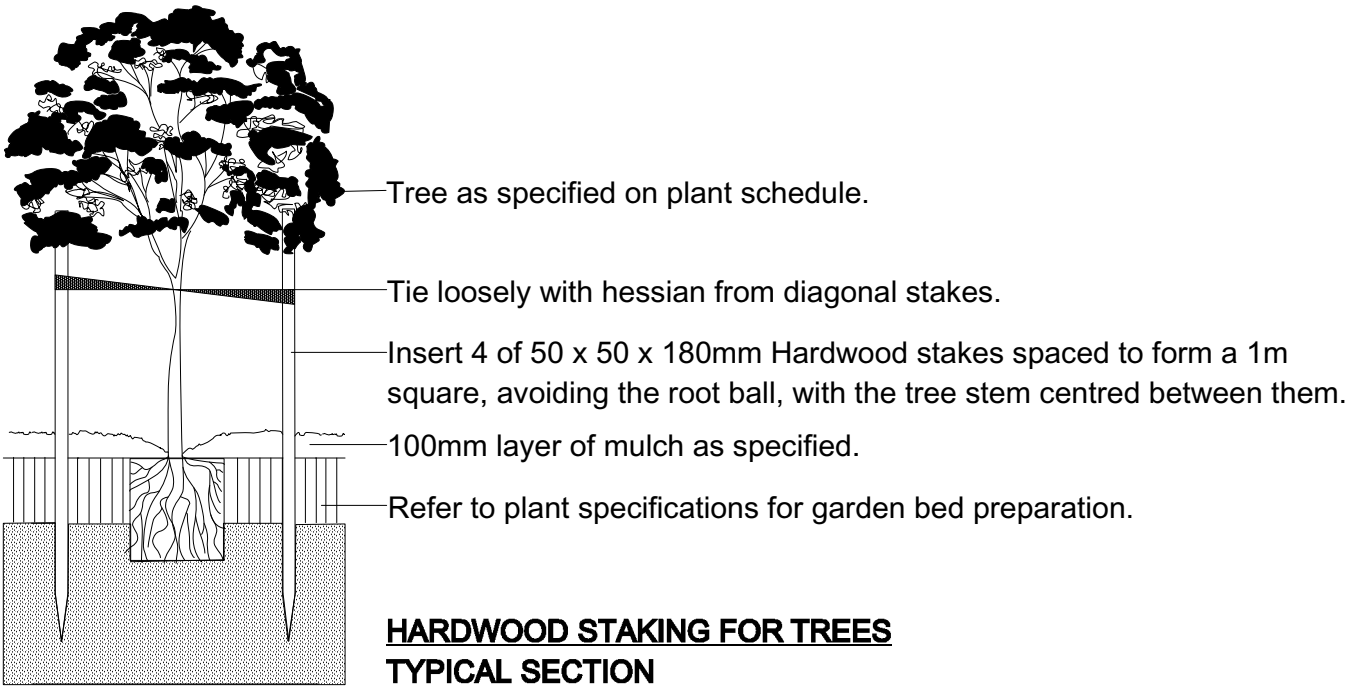 Tree as specified on plant schedule.
Tie loosely with hessian from diagonal stakes.
Insert 4 of 50 x 50 x 180mm Hardwood stakes spaced to form a 1m
square, avoiding the root ball, with the tree stem centred between them.
100mm layer of mulch as specified.
Refer to plant specifications for garden bed preparation.
HARDWOOD STAKING FOR TREES
TYPICAL SECTION